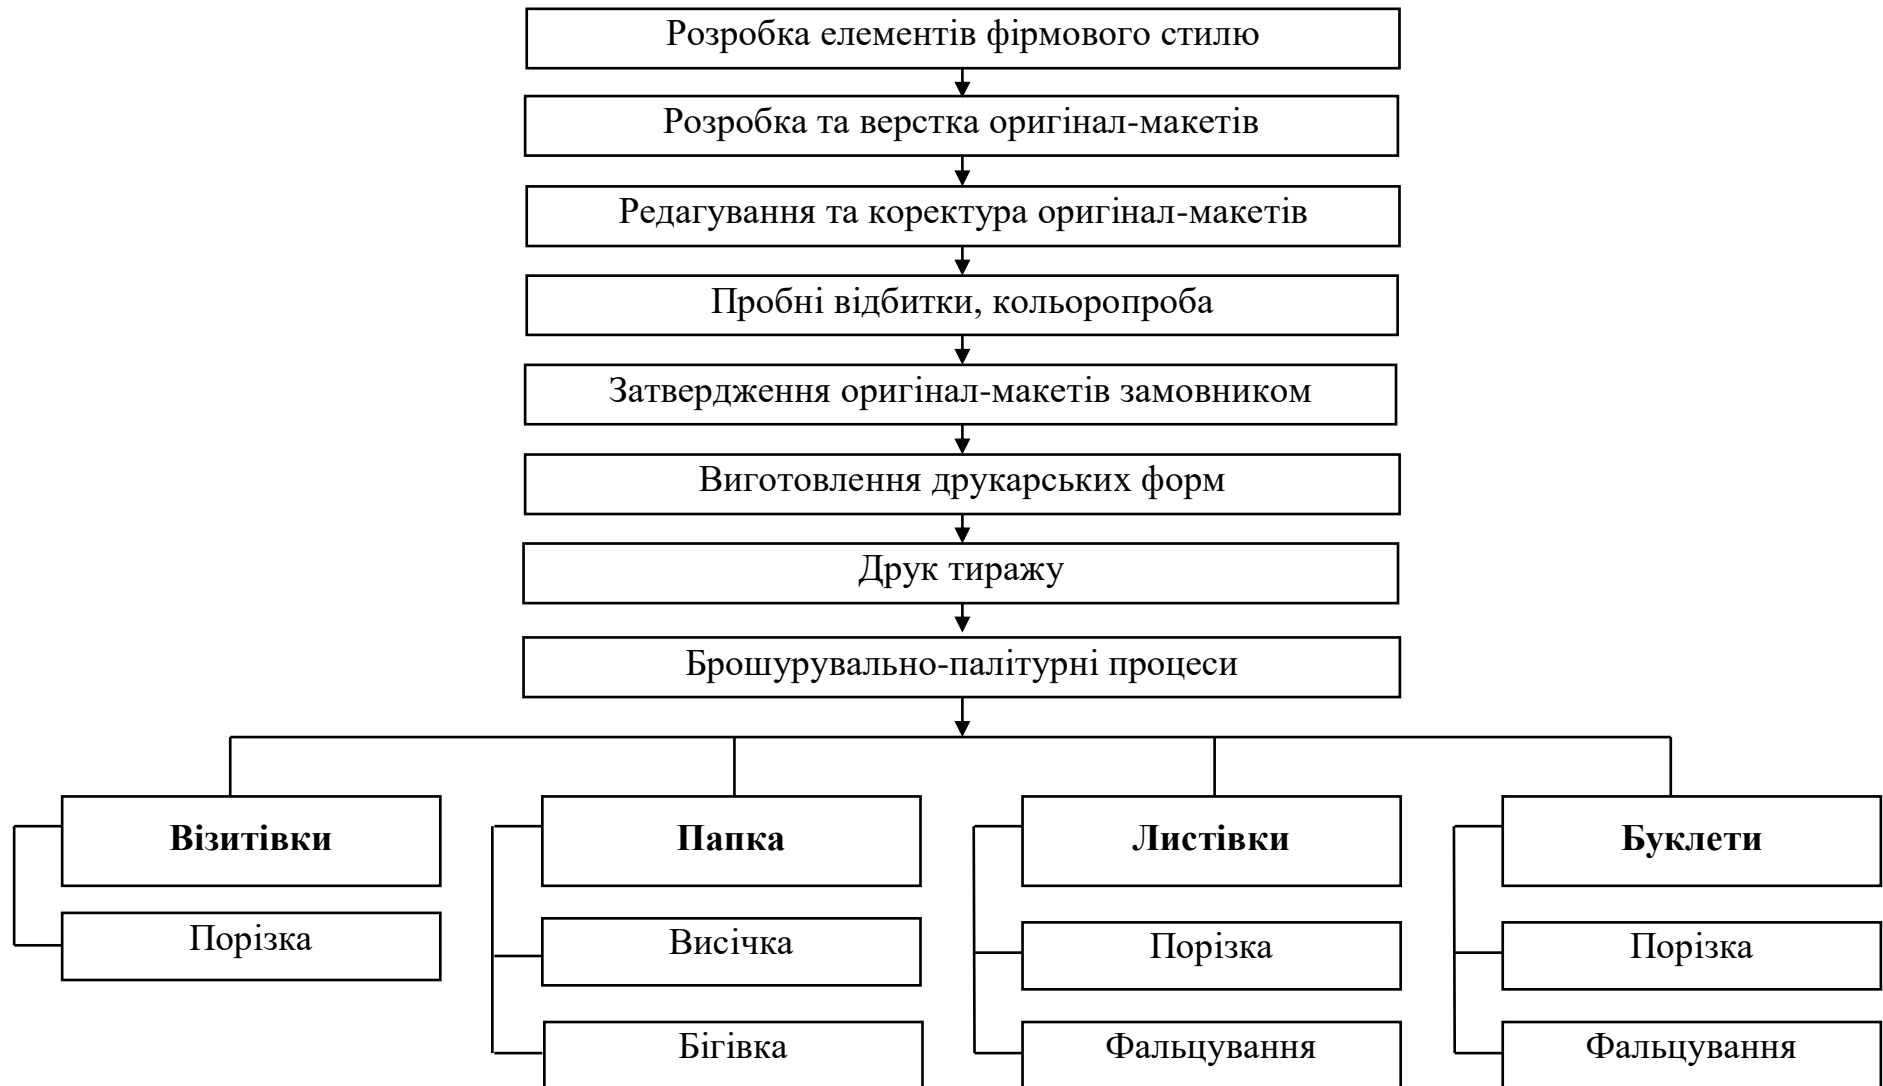 Розробка елементів фірмового стилю
Розробка та верстка оригінал-макетів
Редагування та коректура оригінал-макетів
Пробні відбитки, кольоропроба
Затвердження оригінал-макетів замовником
Виготовлення друкарських форм
Друк тиражу
Брошурувально-палітурні процеси
Візитівки
Порізка
Папка
Висічка
Бігівка
Листівки
Порізка
Фальцування
Буклети
Порізка
Фальцування